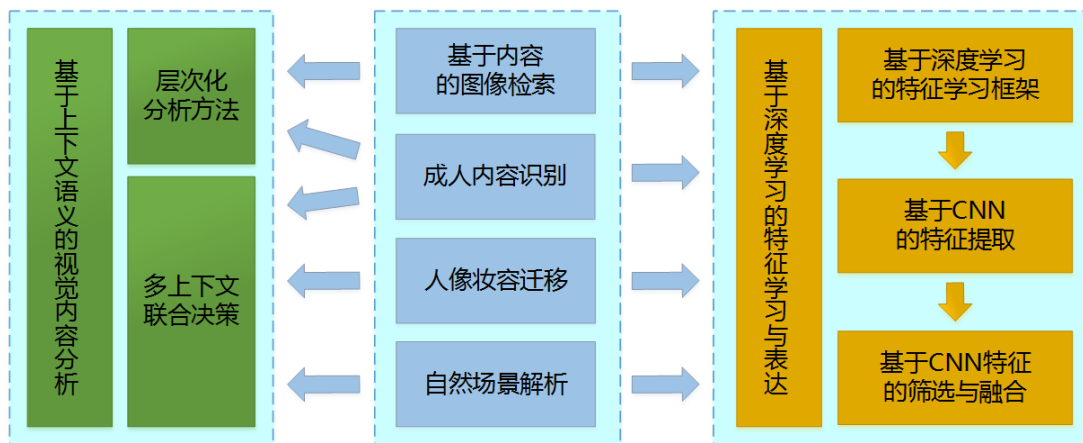 基于上下文语义的视觉内容分析
层次化
分析方法
多上下文
联合决策
基于内容
的图像检索
成人内容识别
人像妆容迁移
自然场景解析
基于深度学习的特征学习与表达
基于深度学习
的特征学习框架
基于CNN
的特征提取
基于CNN特征
的筛选与融合